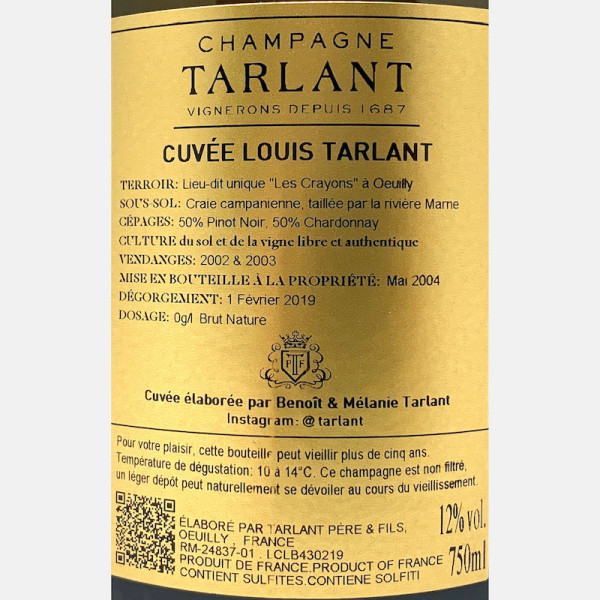 CHAMPAGNE
TARLANT
VIGNERONS DEPUIS 1687
CUVÉE LOUIS TARLANT
TERROIR: Lieu-dit unique "Les Crayons" à Oeuilly
SOUS-SOL: Craie campanienne, taillée par la rivière Marne
CÉPAGES: 50% Pinot Noir, 50% Chardonnay
CULTURE du sol et de la vigne libre et authentique
VENDANGES: 2002 & 2003
MISE EN BOUTEILLE À LA PROPRIÉTÉ: Mai 2004
DÉGORGEMENT: 1 Février 2019
DOSAGE: 0g/l Brut Nature
PTF
Cuvée élaborée par Benoît & Mélanie Tarlant
Instagram: @tarlant
Pour votre plaisir, cette bouteille peut vieillir plus de cinq ans.
Température de dégustation: 10 à 14°C. Ce champagne est non filtré,
un léger dépôt peut naturellement se dévoiler au cours du vieillissement.
ÉLABORÉ PAR TARLANT PÈRE & FILS,
OEUILLY , FRANCE
RM-24837-01 . LCLB430219
PRODUIT DE FRANCE.PRODUCT OF FRANCE
CONTIENT SULFITES.CONTIENE SOLFITI
12% vol.
750ml